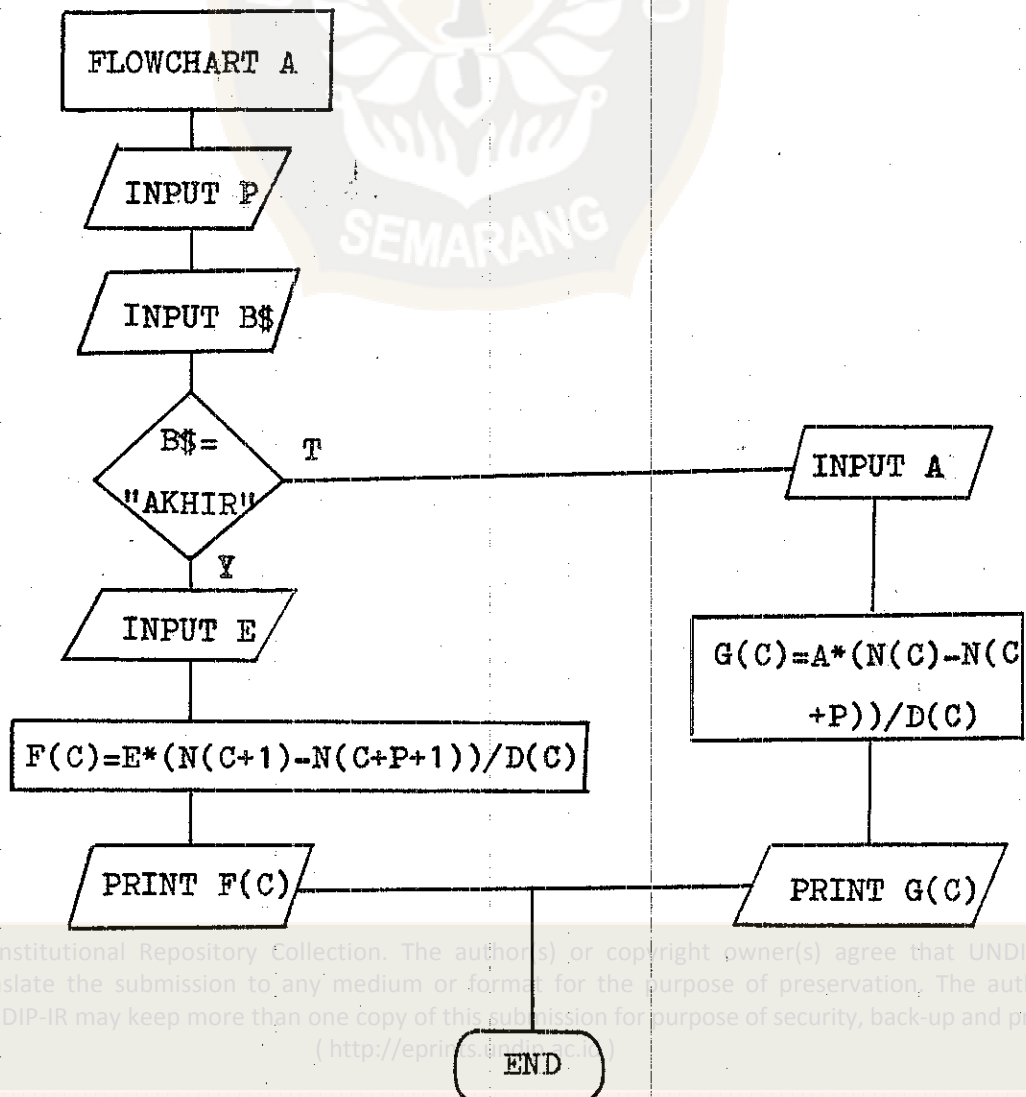 FLOWCHART A
INPUT P
SEMARANG
INPUT B$
B$=
"AKHIR"
T
INPUT A
Y
INPUT E
G(C)=A*(N(C)-N(C
+P))/D(C)
F(C)=E*(N(C+1)-N(C+P+1))/D(C)
PRINT F(C)
PRINT G(C)
nstitutional Repository Collection. The author(s) or copyright owner(s) agree that UNDI
nslate the submission to any medium or format for the purpose of preservation. The auth
DIP-IR may keep more than one copy of this submission for purpose of security, back-up and pr
( http://eprints.undip.ac.id )
END